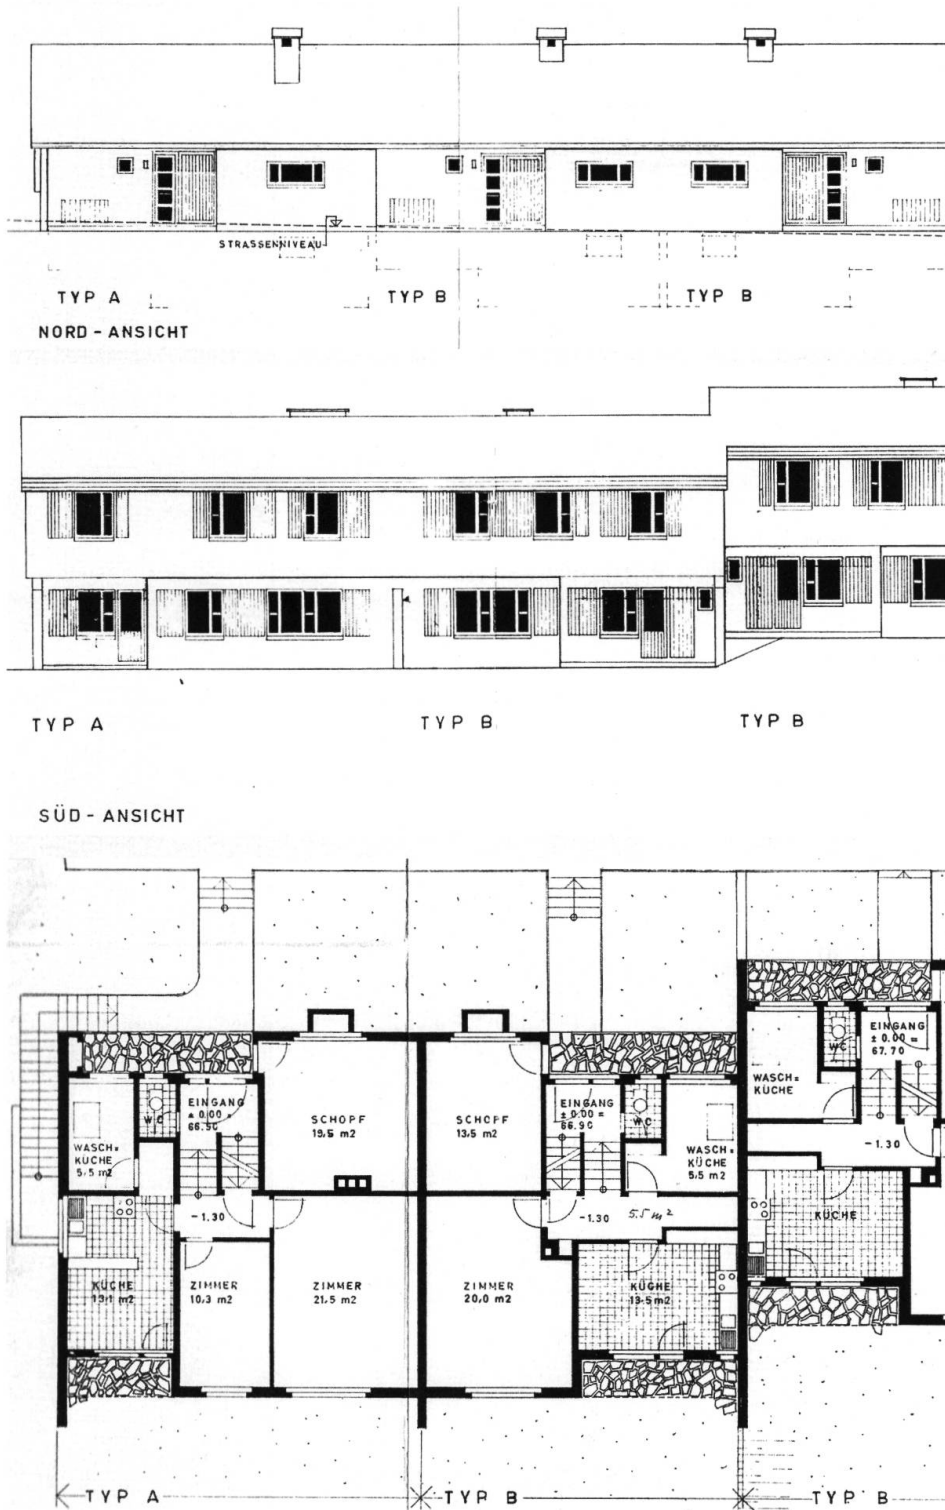 STRASSENNIVEAU
TYP A TYP B TYP B
NORD - ANSICHT
TYP A TYP B TYP B
SÜD - ANSICHT
EINGANG
± 0.00 =
66.90
WC
WASCH=
KÜCHE
5,5 m2
SCHOPF
19,5 m2
-1.30
KÜCHE
13,1 m2
ZIMMER
10,3 m2
ZIMMER
21,5 m2
SCHOPF
13,5 m2
EINGANG
± 0.00 =
66.90
WC
WASCH=
KÜCHE
5,5 m2
-1.30
5.5 m2
ZIMMER
20,0 m2
KÜCHE
13,5 m2
EINGANG
± 0.00 =
67.70
WC
WASCH=
KÜCHE
-1.30
KÜCHE
TYP A TYP B TYP B